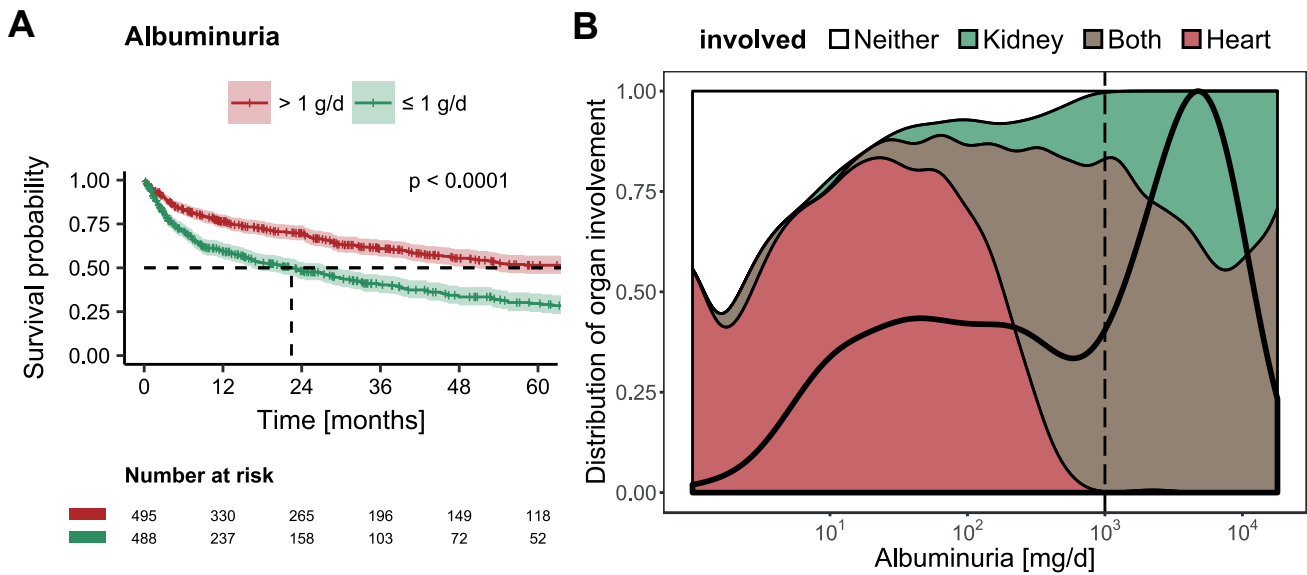 A
Albuminuria
> 1 g/d ≤ 1 g/d
Survival probability
1.00
0.75
0.50
0.25
0.00
p < 0.0001
0 12 24 36 48 60
Time [months]
Number at risk
495 330 265 196 149 118
488 237 158 103 72 52
B
involved Neither Kidney Both Heart
Distribution of organ involvement
1.00
0.75
0.50
0.25
0.00
10¹ 10² 10³ 10⁴
Albuminuria [mg/d]